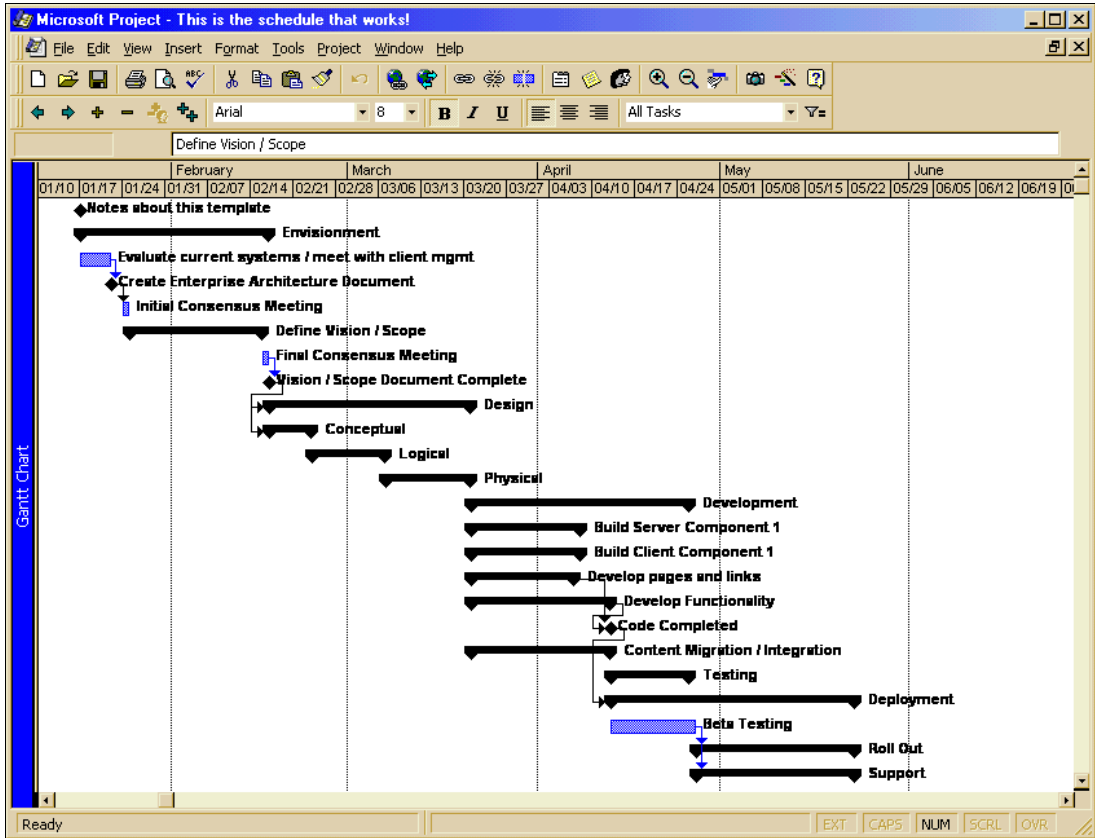 Microsoft Project - This is the schedule that works!
File Edit View Insert Format Tools Project Window Help
ABC
Arial 8 B I U All Tasks
Define Vision / Scope
February March April May June
01/10 01/17 01/24 01/31 02/07 02/14 02/21 02/28 03/06 03/13 03/20 03/27 04/03 04/10 04/17 04/24 05/01 05/08 05/15 05/22 05/29 06/05 06/12 06/19
Notes about this template
Envisionment
Evaluate current systems / meet with client mgmt
Create Enterprise Architecture Document
Initial Consensus Meeting
Define Vision / Scope
Final Consensus Meeting
Vision / Scope Document Complete
Design
Conceptual
Logical
Physical
Development
Build Server Component 1
Build Client Component 1
Develop pages and links
Develop Functionality
Code Completed
Content Migration / Integration
Testing
Deployment
Beta Testing
Roll Out
Support
Gantt Chart
Ready EXT CAPS NUM SCRL OVR